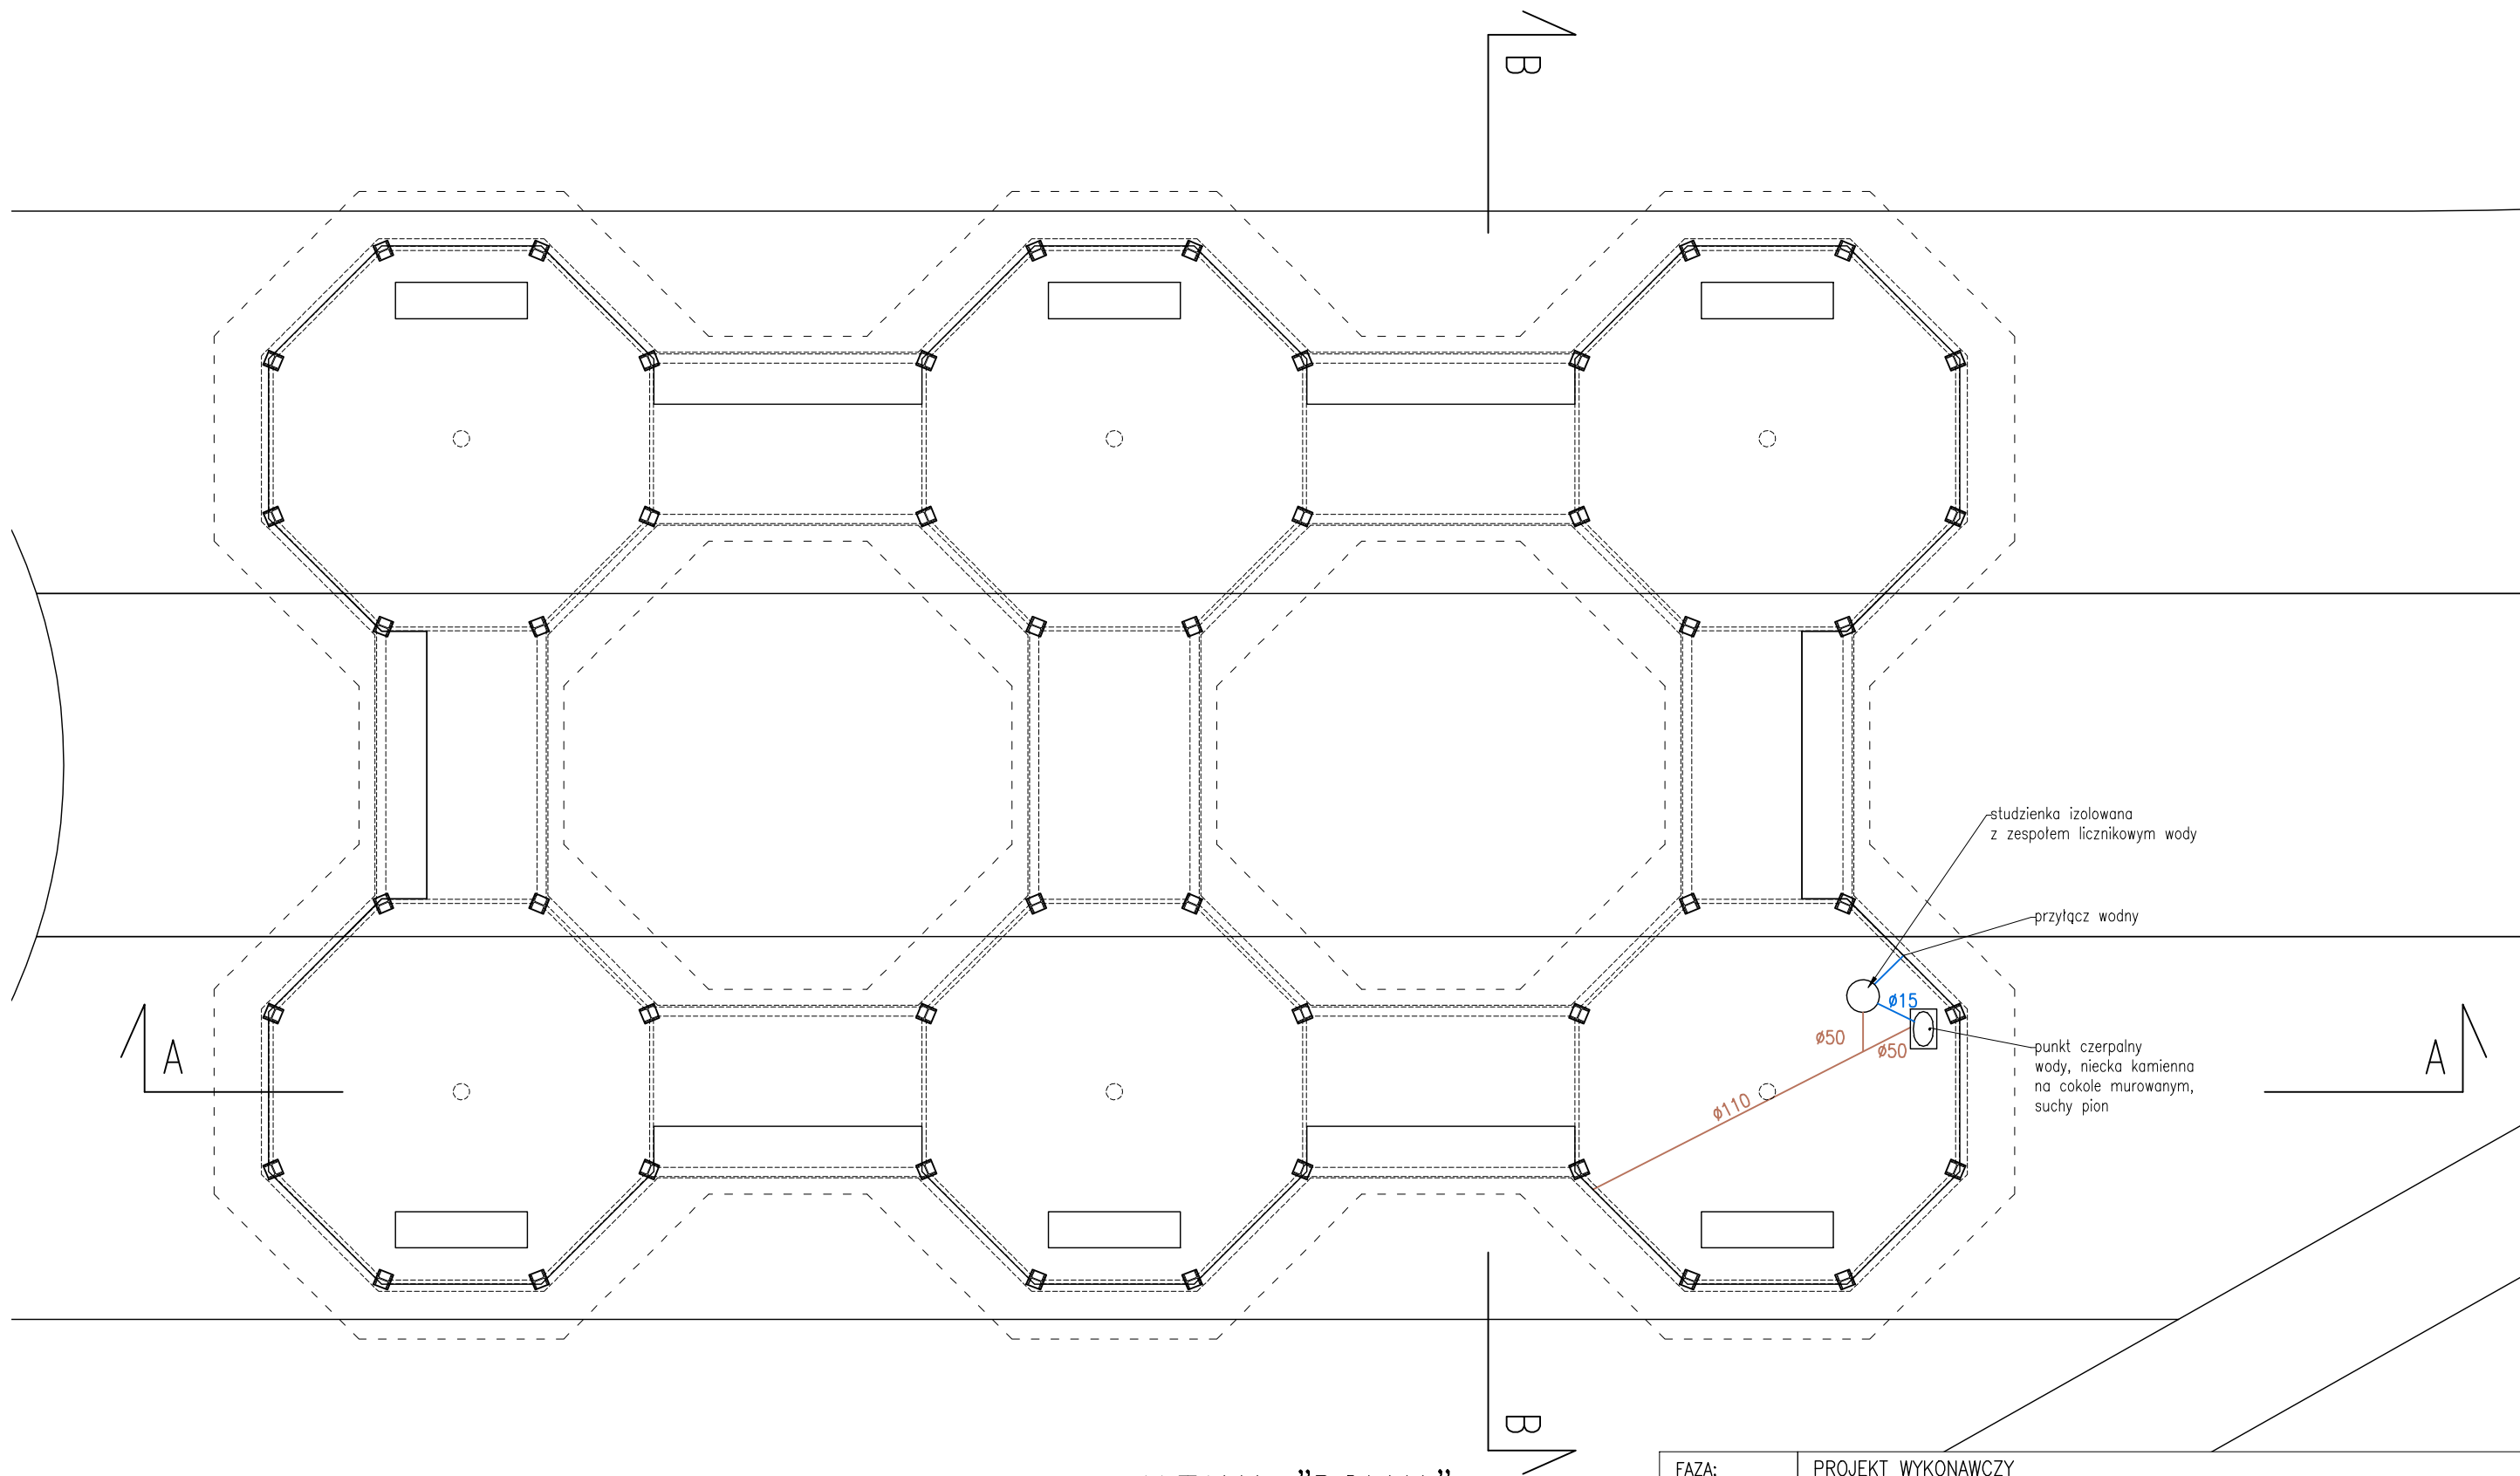 B
studzienka izolowana
z zespołem licznikowym wody
przyłącz wodny
ø15
ø50
ø50
punkt czerpalny
wody, niecka kamienna
na cokole murowanym,
suchy pion
A
A
ø110
B
FAZA:
PROJEKT WYKONAWCZY